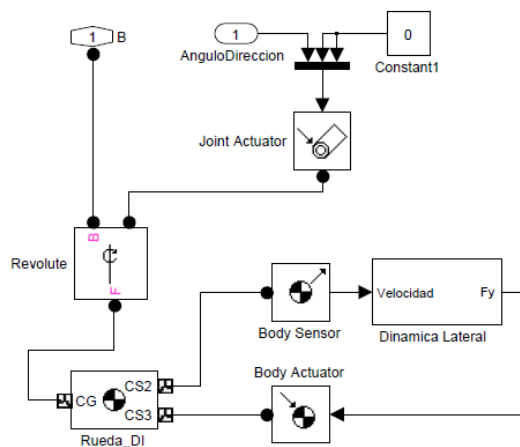 1
B
1
AnguloDireccion
0
Constant1
Joint Actuator
B
Revolute
F
Velocidad
Fy
Body Sensor
Dinamica Lateral
Body Actuator
CG
CS2
CS3
Rueda_DI